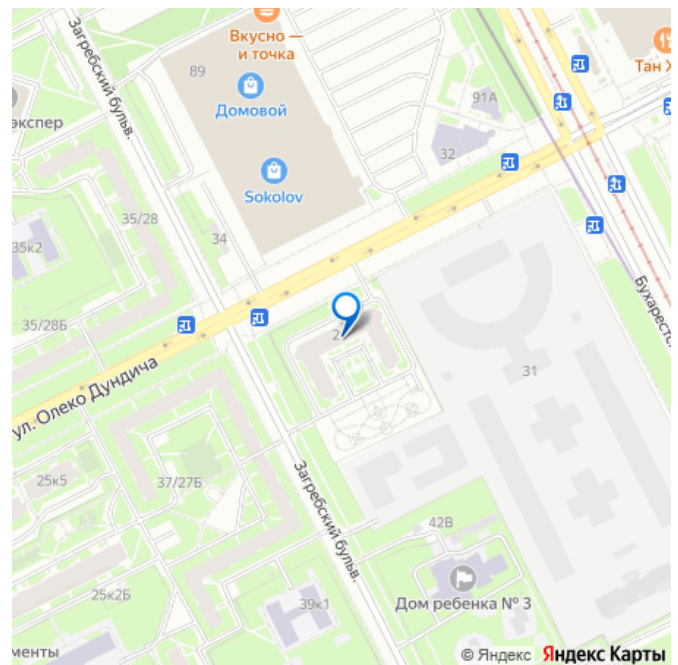 Загребский бульв.
Вкусно —
и точка
89
Домовой
Тан
91А
экспер
32
Sokolov
35/28
34
35к2
35/28Б
Бухарестс
31
ул. Олеко Дундича
25к5
37/27Б
Загребский бульв.
42В
25к2Б
39к1
Дом ребенка № 3
менты
© Яндекс Яндекс Карты